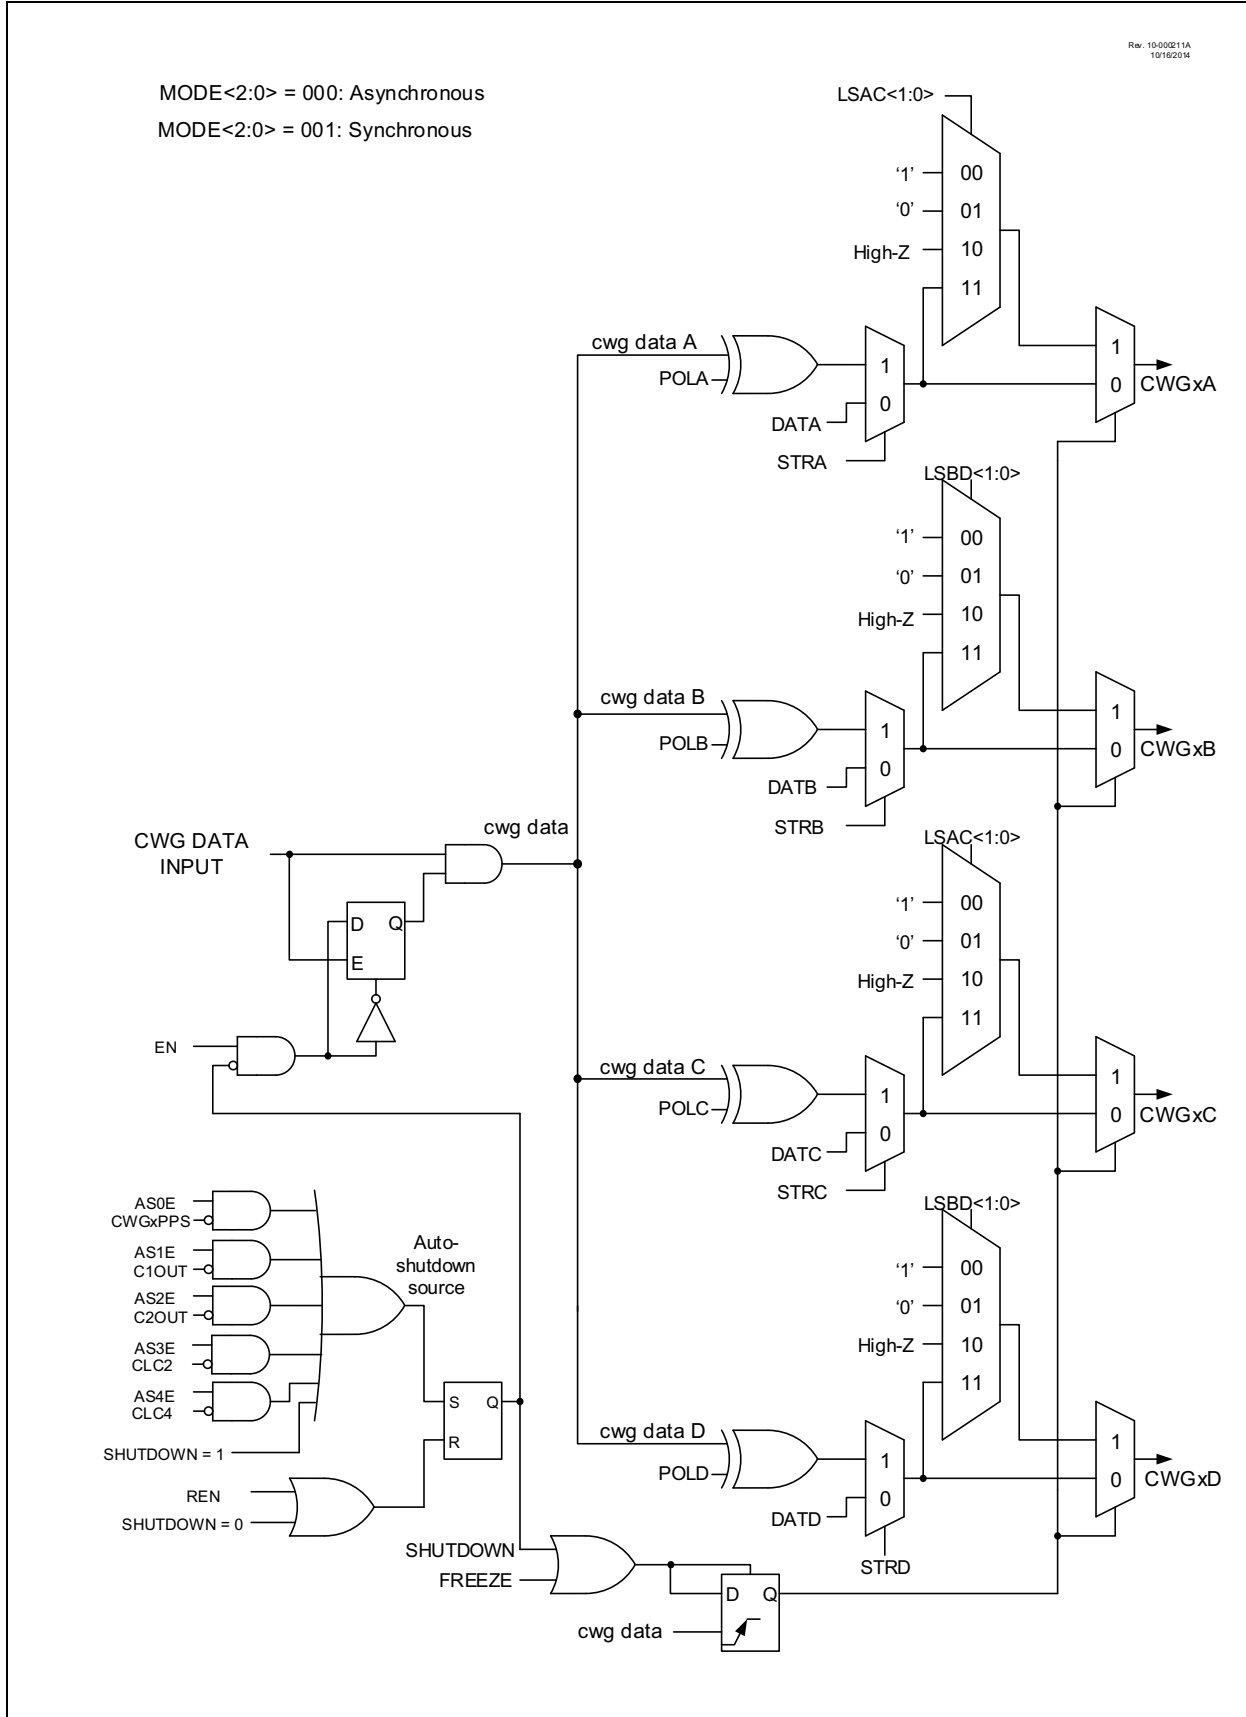 Rev. 10-000211A
10/16/2014
MODE<2:0> = 000: Asynchronous
MODE<2:0> = 001: Synchronous
LSAC<1:0>
‘1’
00
‘0’
01
High-Z
10
11
cwg data A
POLA
1
0
DATA
STRA
1
0
CWGxA
LSBD<1:0>
‘1’
00
‘0’
01
High-Z
10
11
cwg data B
POLB
1
0
DATB
STRB
1
0
CWGxB
CWG DATA
INPUT
cwg data
D
Q
E
EN
LSAC<1:0>
‘1’
00
‘0’
01
High-Z
10
11
cwg data C
POLC
1
0
DATC
STRC
1
0
CWGxC
AS0E
CWGxPPS
AS1E
C1OUT
AS2E
C2OUT
AS3E
CLC2
AS4E
CLC4
SHUTDOWN = 1
Auto-
shutdown
source
S
Q
R
REN
SHUTDOWN = 0
LSBD<1:0>
‘1’
00
‘0’
01
High-Z
10
11
cwg data D
POLD
1
0
DATD
STRD
1
0
CWGxD
SHUTDOWN
FREEZE
D
Q
cwg data